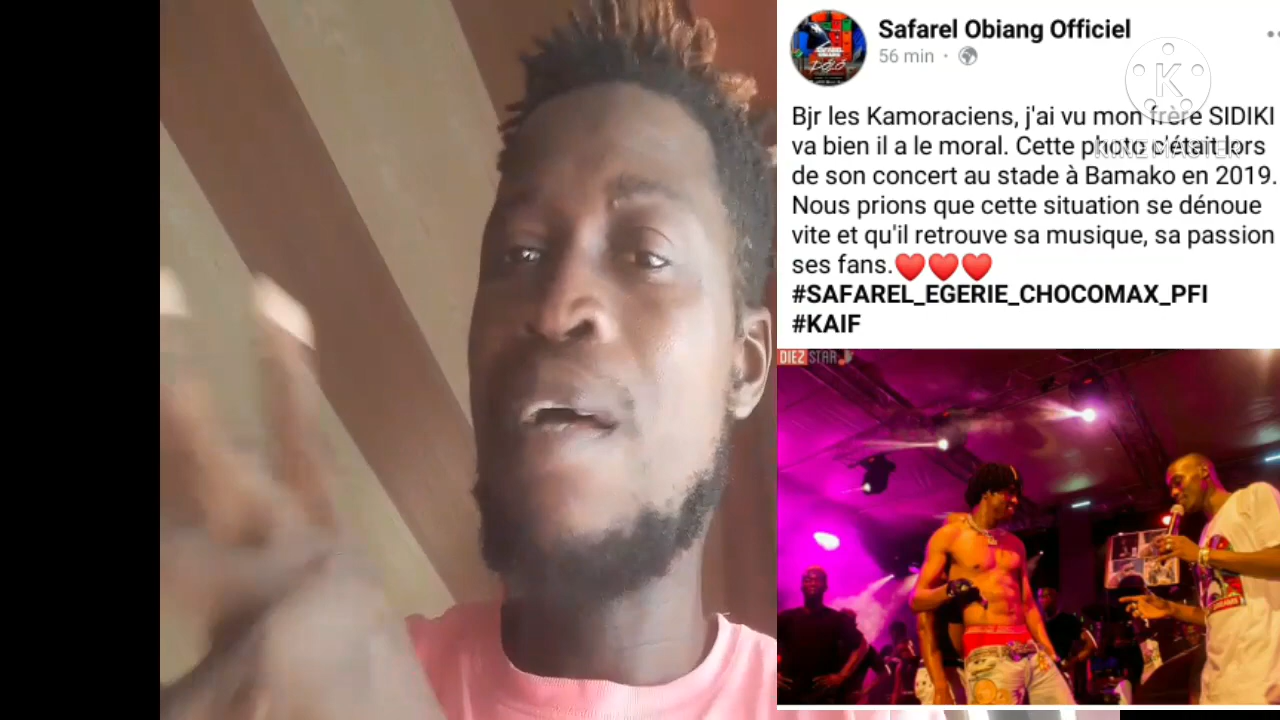 Safarel Obiang Officiel
56 min
Bjr les Kamoraciens, j'ai vu mon frère SIDIKI
va bien il a le moral. Cette photo c'était lors
de son concert au stade à Bamako en 2019.
Nous prions que cette situation se dénoue
vite et qu'il retrouve sa musique, sa passion
ses fans.
#SAFAREL_EGERIE_CHOCOMAX_PFI
#KAIF
K
KINEMASTER
DIEZ STAR